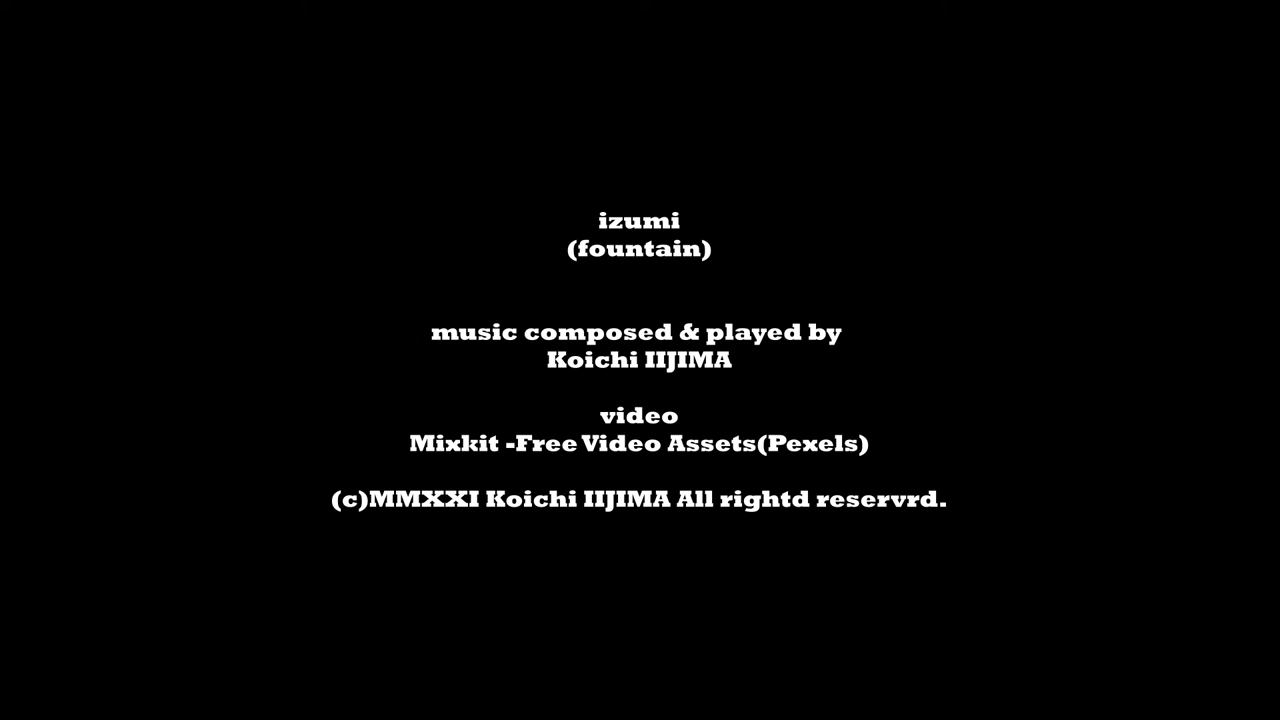 izumi
(fountain)
music composed & played by
Koichi IIJIMA
video
Mixkit -Free Video Assets(Pexels)
(c)MMXXI Koichi IIJIMA All rightd reservrd.